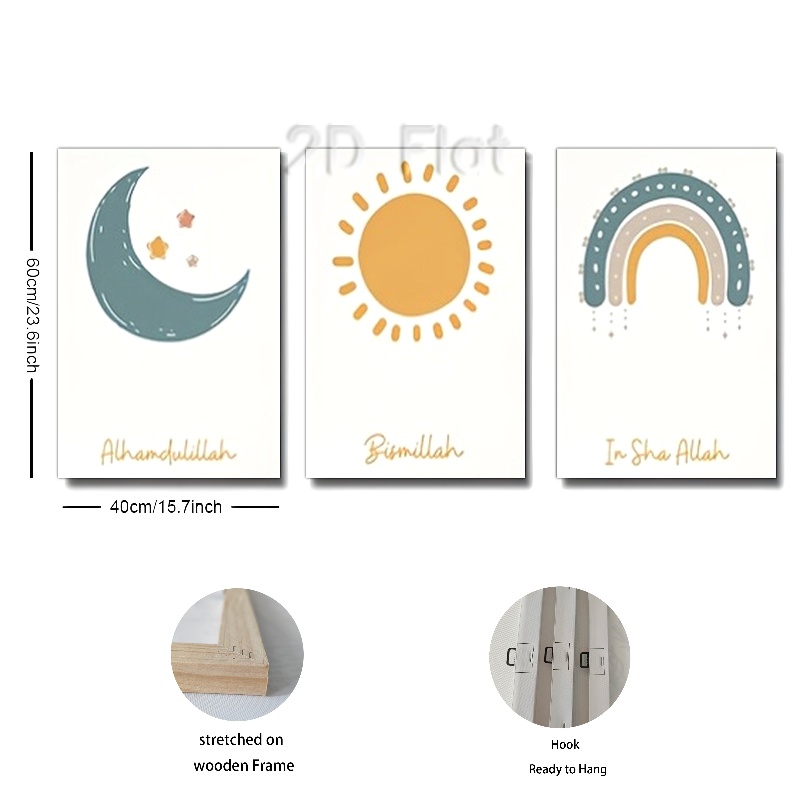 2D Flat
60cm/23.6inch
Alhamdulillah
Bismillah
In Sha Allah
40cm/15.7inch
stretched on
wooden Frame
Hook
Ready to Hang